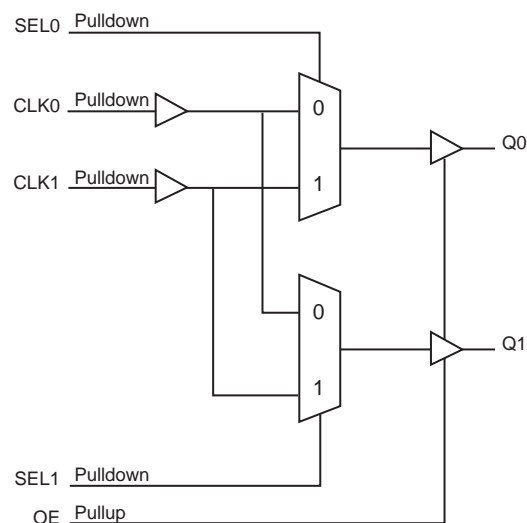 SEL0 Pulldown
CLK0 Pulldown
0
Q0
CLK1 Pulldown
1
0
Q1
1
SEL1 Pulldown
OE Pullup